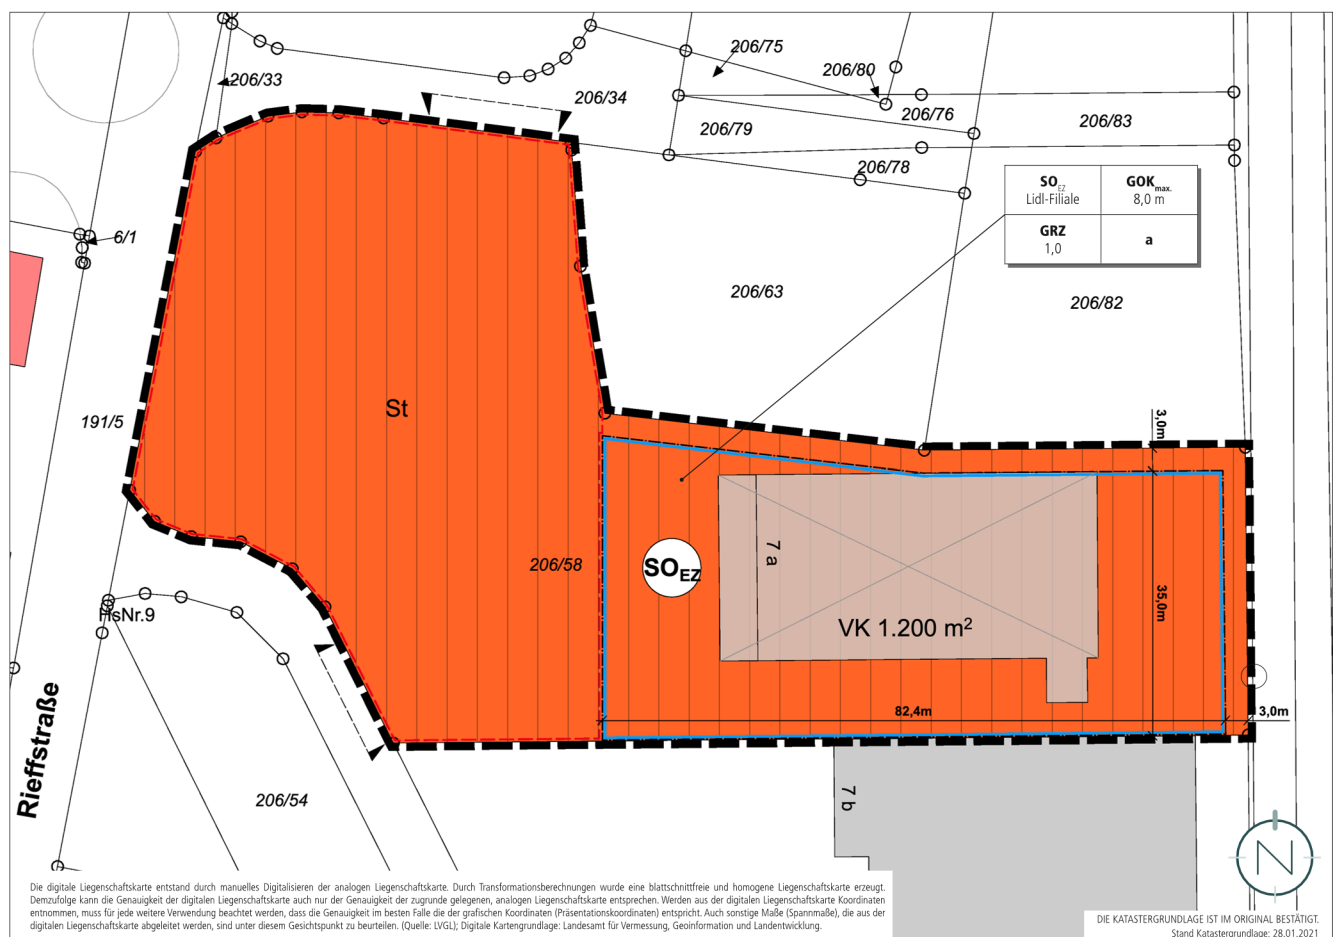 206/75
206/80
206/33
206/34
206/76
206/83
206/79
206/78
SO EZ
Lidl-Filiale
GOK max.
8,0 m
GRZ
1,0
a
6/1
206/63
206/82
191/5
St
3,0m
206/58
SO EZ
7 a
35,0m
VK 1.200 m²
HsNr.9
82,4m
3,0m
Rieffstraße
206/54
7 b
N
Die digitale Liegenschaftskarte entstand durch manuelles Digitalisieren der analogen Liegenschaftskarte. Durch Transformationsberechnungen wurde eine blattschnittfreie und homogene Liegenschaftskarte erzeugt.
Demzufolge kann die Genauigkeit der digitalen Liegenschaftskarte auch nur der Genauigkeit der zugrunde gelegenen, analogen Liegenschaftskarte entsprechen. Werden aus der digitalen Liegenschaftskarte Koordinaten
entnommen, muss für jede weitere Verwendung beachtet werden, dass die Genauigkeit im besten Falle die der grafischen Koordinaten (Präsentationskoordinaten) entspricht. Auch sonstige Maße (Spannmaße), die aus der
digitalen Liegenschaftskarte abgeleitet werden, sind unter diesem Gesichtspunkt zu beurteilen. (Quelle: LVGL); Digitale Kartengrundlage: Landesamt für Vermessung, Geoinformation und Landentwicklung.
DIE KATASTERGRUNDLAGE IST IM ORIGINAL BESTÄTIGT.
Stand Katastergrundlage: 28.01.2021